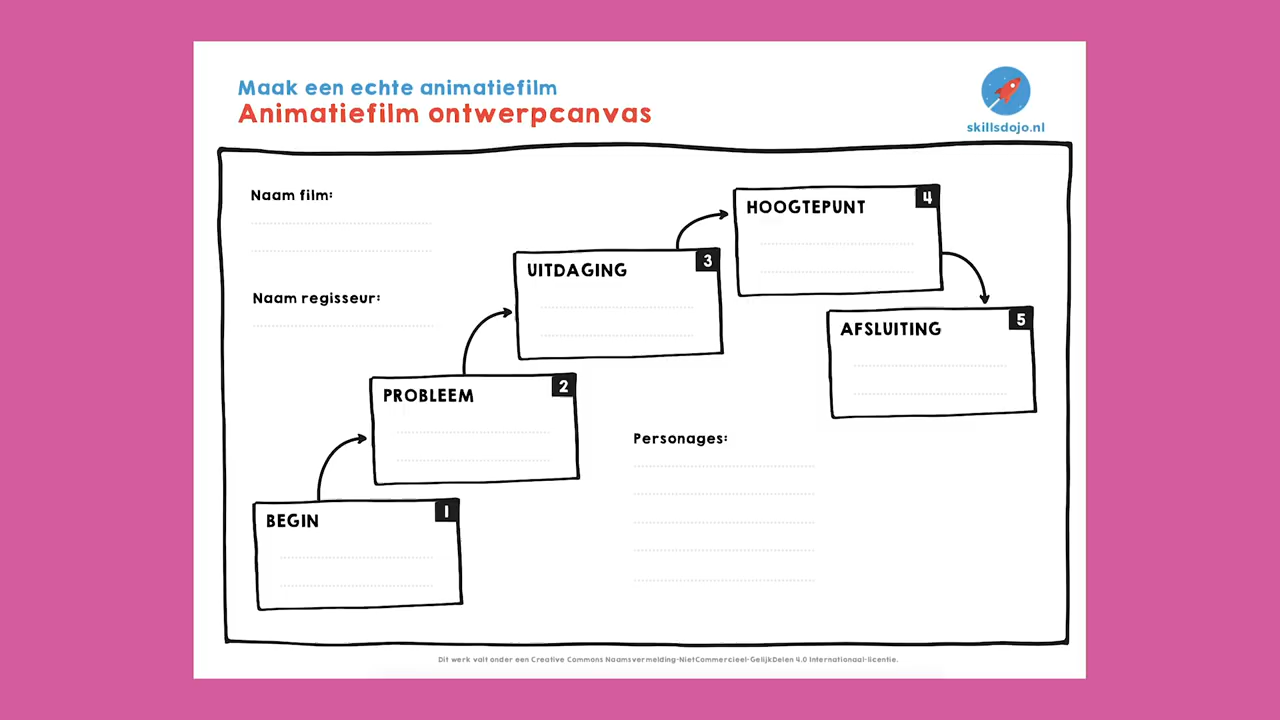 Maak een echte animatiefilm
Animatiefilm ontwerpcanvas
skillsdojo.nl
Naam film:
Naam regisseur:
HOOGTEPUNT
4
UITDAGING
3
AFSLUITING
5
PROBLEEM
2
Personages:
BEGIN
1
Dit werk valt onder een Creative Commons Naamsvermelding-NietCommercieel-GelijkDelen 4.0 Internationaal-licentie.